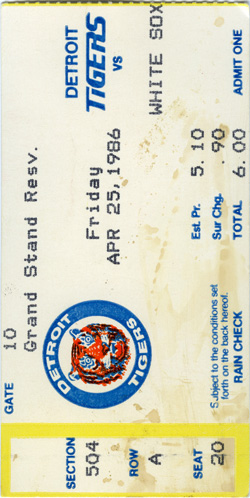 DETROIT
TIGERS
VS
WHITE SOX
Friday
APR 25, 1986
Grand Stand Resv.
GATE 10
ADMIT ONE
Est. Pr. 5.10
Sur Chg. .90
TOTAL 6.00
DETROIT TIGERS
Subject to the conditions set
forth on the back hereof.
RAIN CHECK
SECTION 504
ROW A
SEAT 20